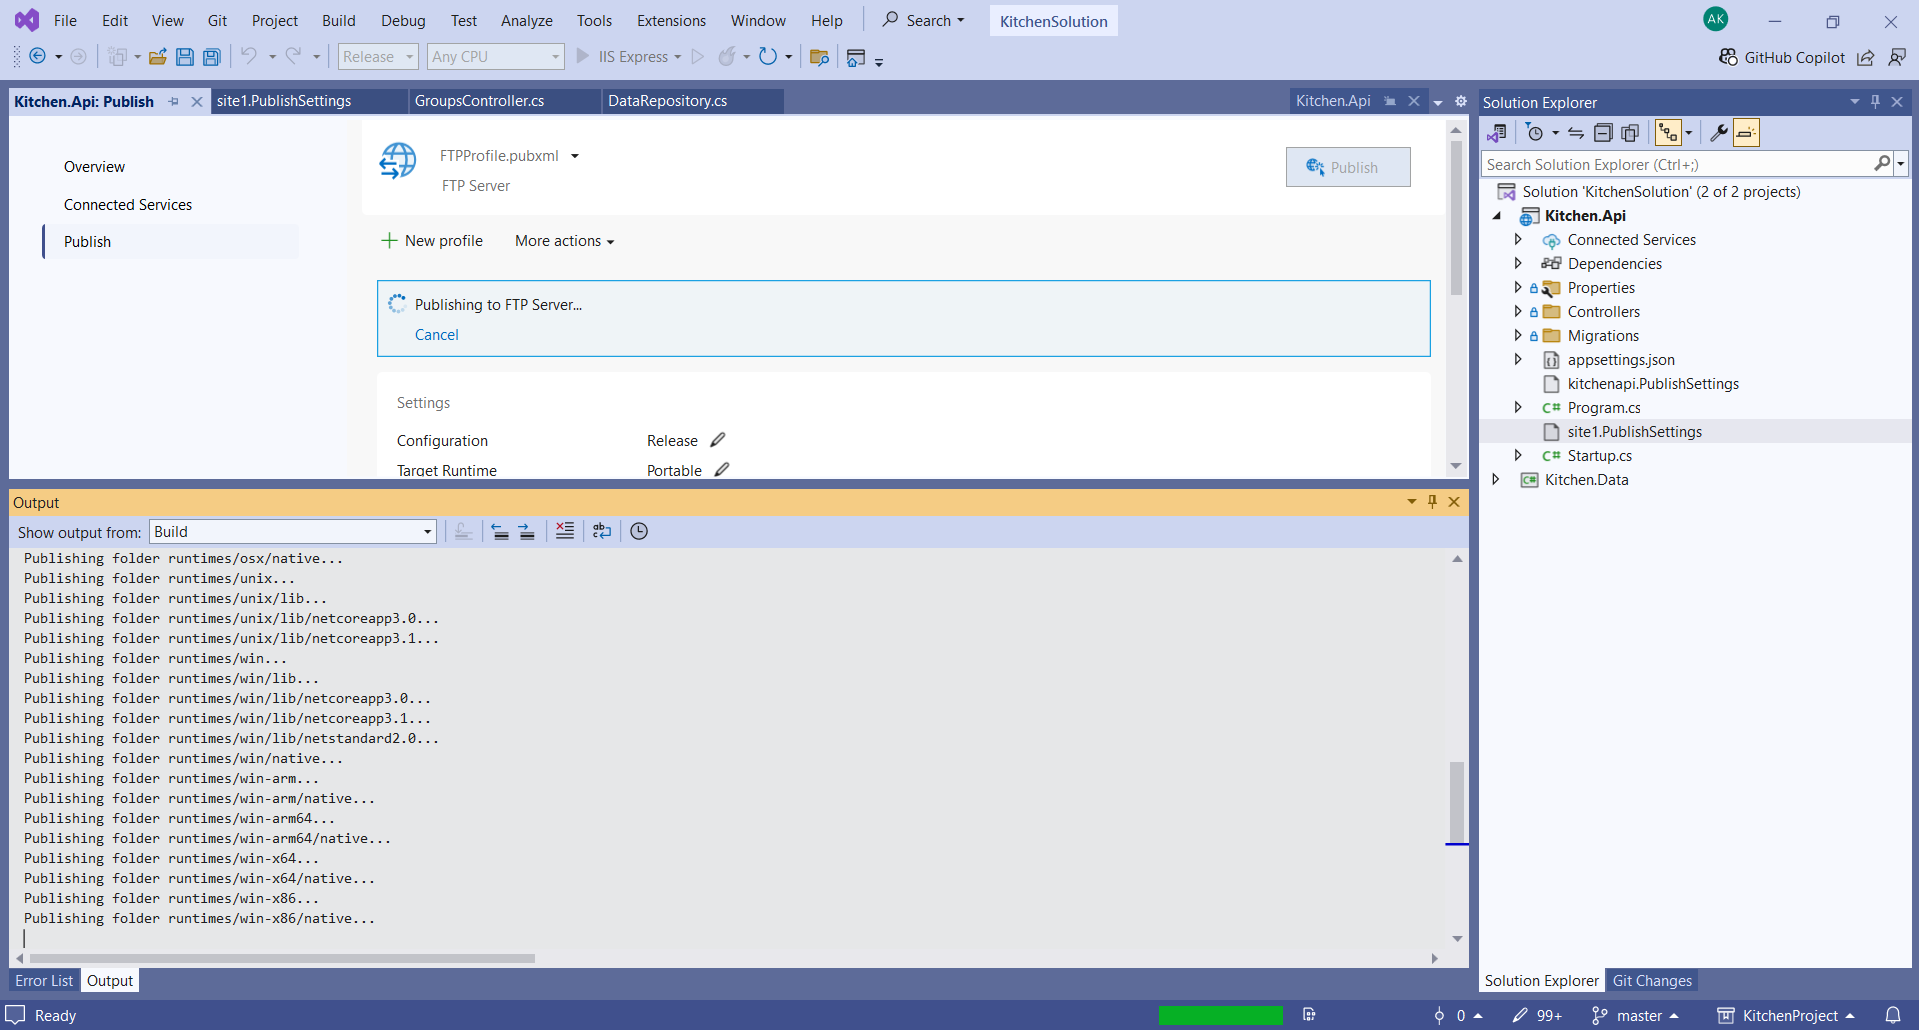 File Edit View Git Project Build Debug Test Analyze Tools Extensions Window Help Search KitchenSolution AK
Release Any CPU IIS Express GitHub Copilot
Kitchen.Api: Publish site1.PublishSettings GroupsController.cs DataRepository.cs Kitchen.Api
Overview
Connected Services
Publish
FTPProfile.pubxml
FTP Server
Publish
New profile More actions
Publishing to FTP Server...
Cancel
Settings
Configuration Release
Target Runtime Portable
Output
Show output from: Build
Publishing folder runtimes/osx/native...
Publishing folder runtimes/unix...
Publishing folder runtimes/unix/lib...
Publishing folder runtimes/unix/lib/netcoreapp3.0...
Publishing folder runtimes/unix/lib/netcoreapp3.1...
Publishing folder runtimes/win...
Publishing folder runtimes/win/lib...
Publishing folder runtimes/win/lib/netcoreapp3.0...
Publishing folder runtimes/win/lib/netcoreapp3.1...
Publishing folder runtimes/win/lib/netstandard2.0...
Publishing folder runtimes/win/native...
Publishing folder runtimes/win-arm...
Publishing folder runtimes/win-arm/native...
Publishing folder runtimes/win-arm64...
Publishing folder runtimes/win-arm64/native...
Publishing folder runtimes/win-x64...
Publishing folder runtimes/win-x64/native...
Publishing folder runtimes/win-x86...
Publishing folder runtimes/win-x86/native...
Error List Output
Solution Explorer
Search Solution Explorer (Ctrl+;)
Solution 'KitchenSolution' (2 of 2 projects)
Kitchen.Api
Connected Services
Dependencies
Properties
Controllers
Migrations
appsettings.json
kitchenapi.PublishSettings
C# Program.cs
site1.PublishSettings
C# Startup.cs
C# Kitchen.Data
Solution Explorer Git Changes
Ready 0 99+ master KitchenProject